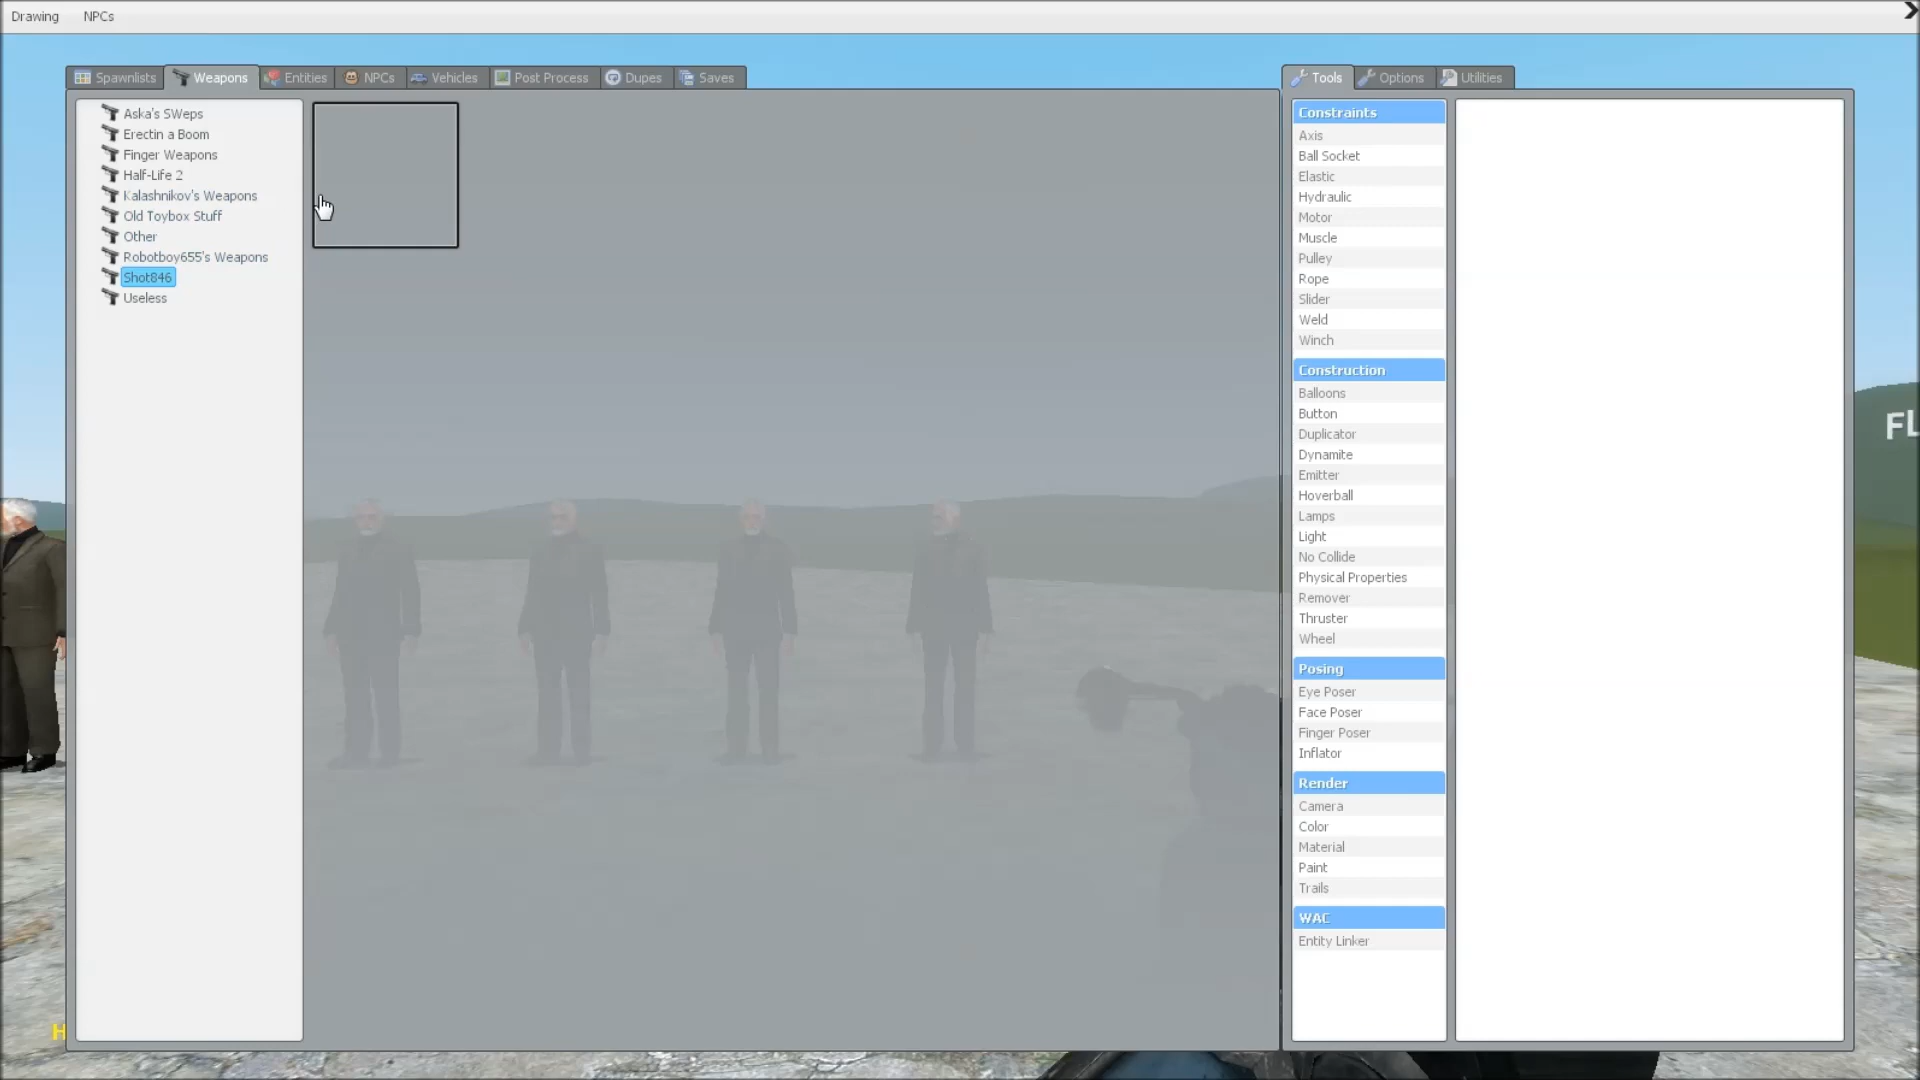 Drawing NPCs
Spawnlists Weapons Entities NPCs Vehicles Post Process Dupes Saves
Aska's SWeps
Erectin a Boom
Finger Weapons
Half-Life 2
Kalashnikov's Weapons
Old Toybox Stuff
Other
Robotboy655's Weapons
Shot846
Useless
Tools Options Utilities
Constraints
Axis
Ball Socket
Elastic
Hydraulic
Motor
Muscle
Pulley
Rope
Slider
Weld
Winch
Construction
Balloons
Button
Duplicator
Dynamite
Emitter
Hoverball
Lamps
Light
No Collide
Physical Properties
Remover
Thruster
Wheel
Posing
Eye Poser
Face Poser
Finger Poser
Inflator
Render
Camera
Color
Material
Paint
Trails
WAC
Entity Linker
FL
H